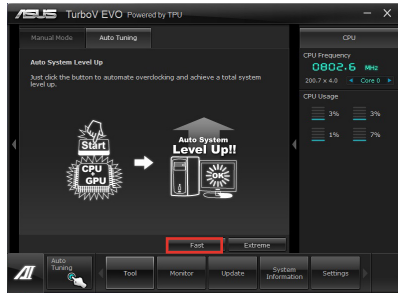 ASUS TurboV EVO Powered by TPU
Manual Mode
Auto Tuning
Auto System Level Up
Just click the button to automate overclocking and achieve a total system
level up.
Start
CPU
+
GPU
Auto System
Level Up!!
OK
Fast
Extreme
CPU
CPU Frequency
0802.6 MHz
200.7 x 4.0
Core 0
CPU Usage
3%
3%
1%
7%
Auto
Tuning
Tool
Monitor
Update
System
Information
Settings